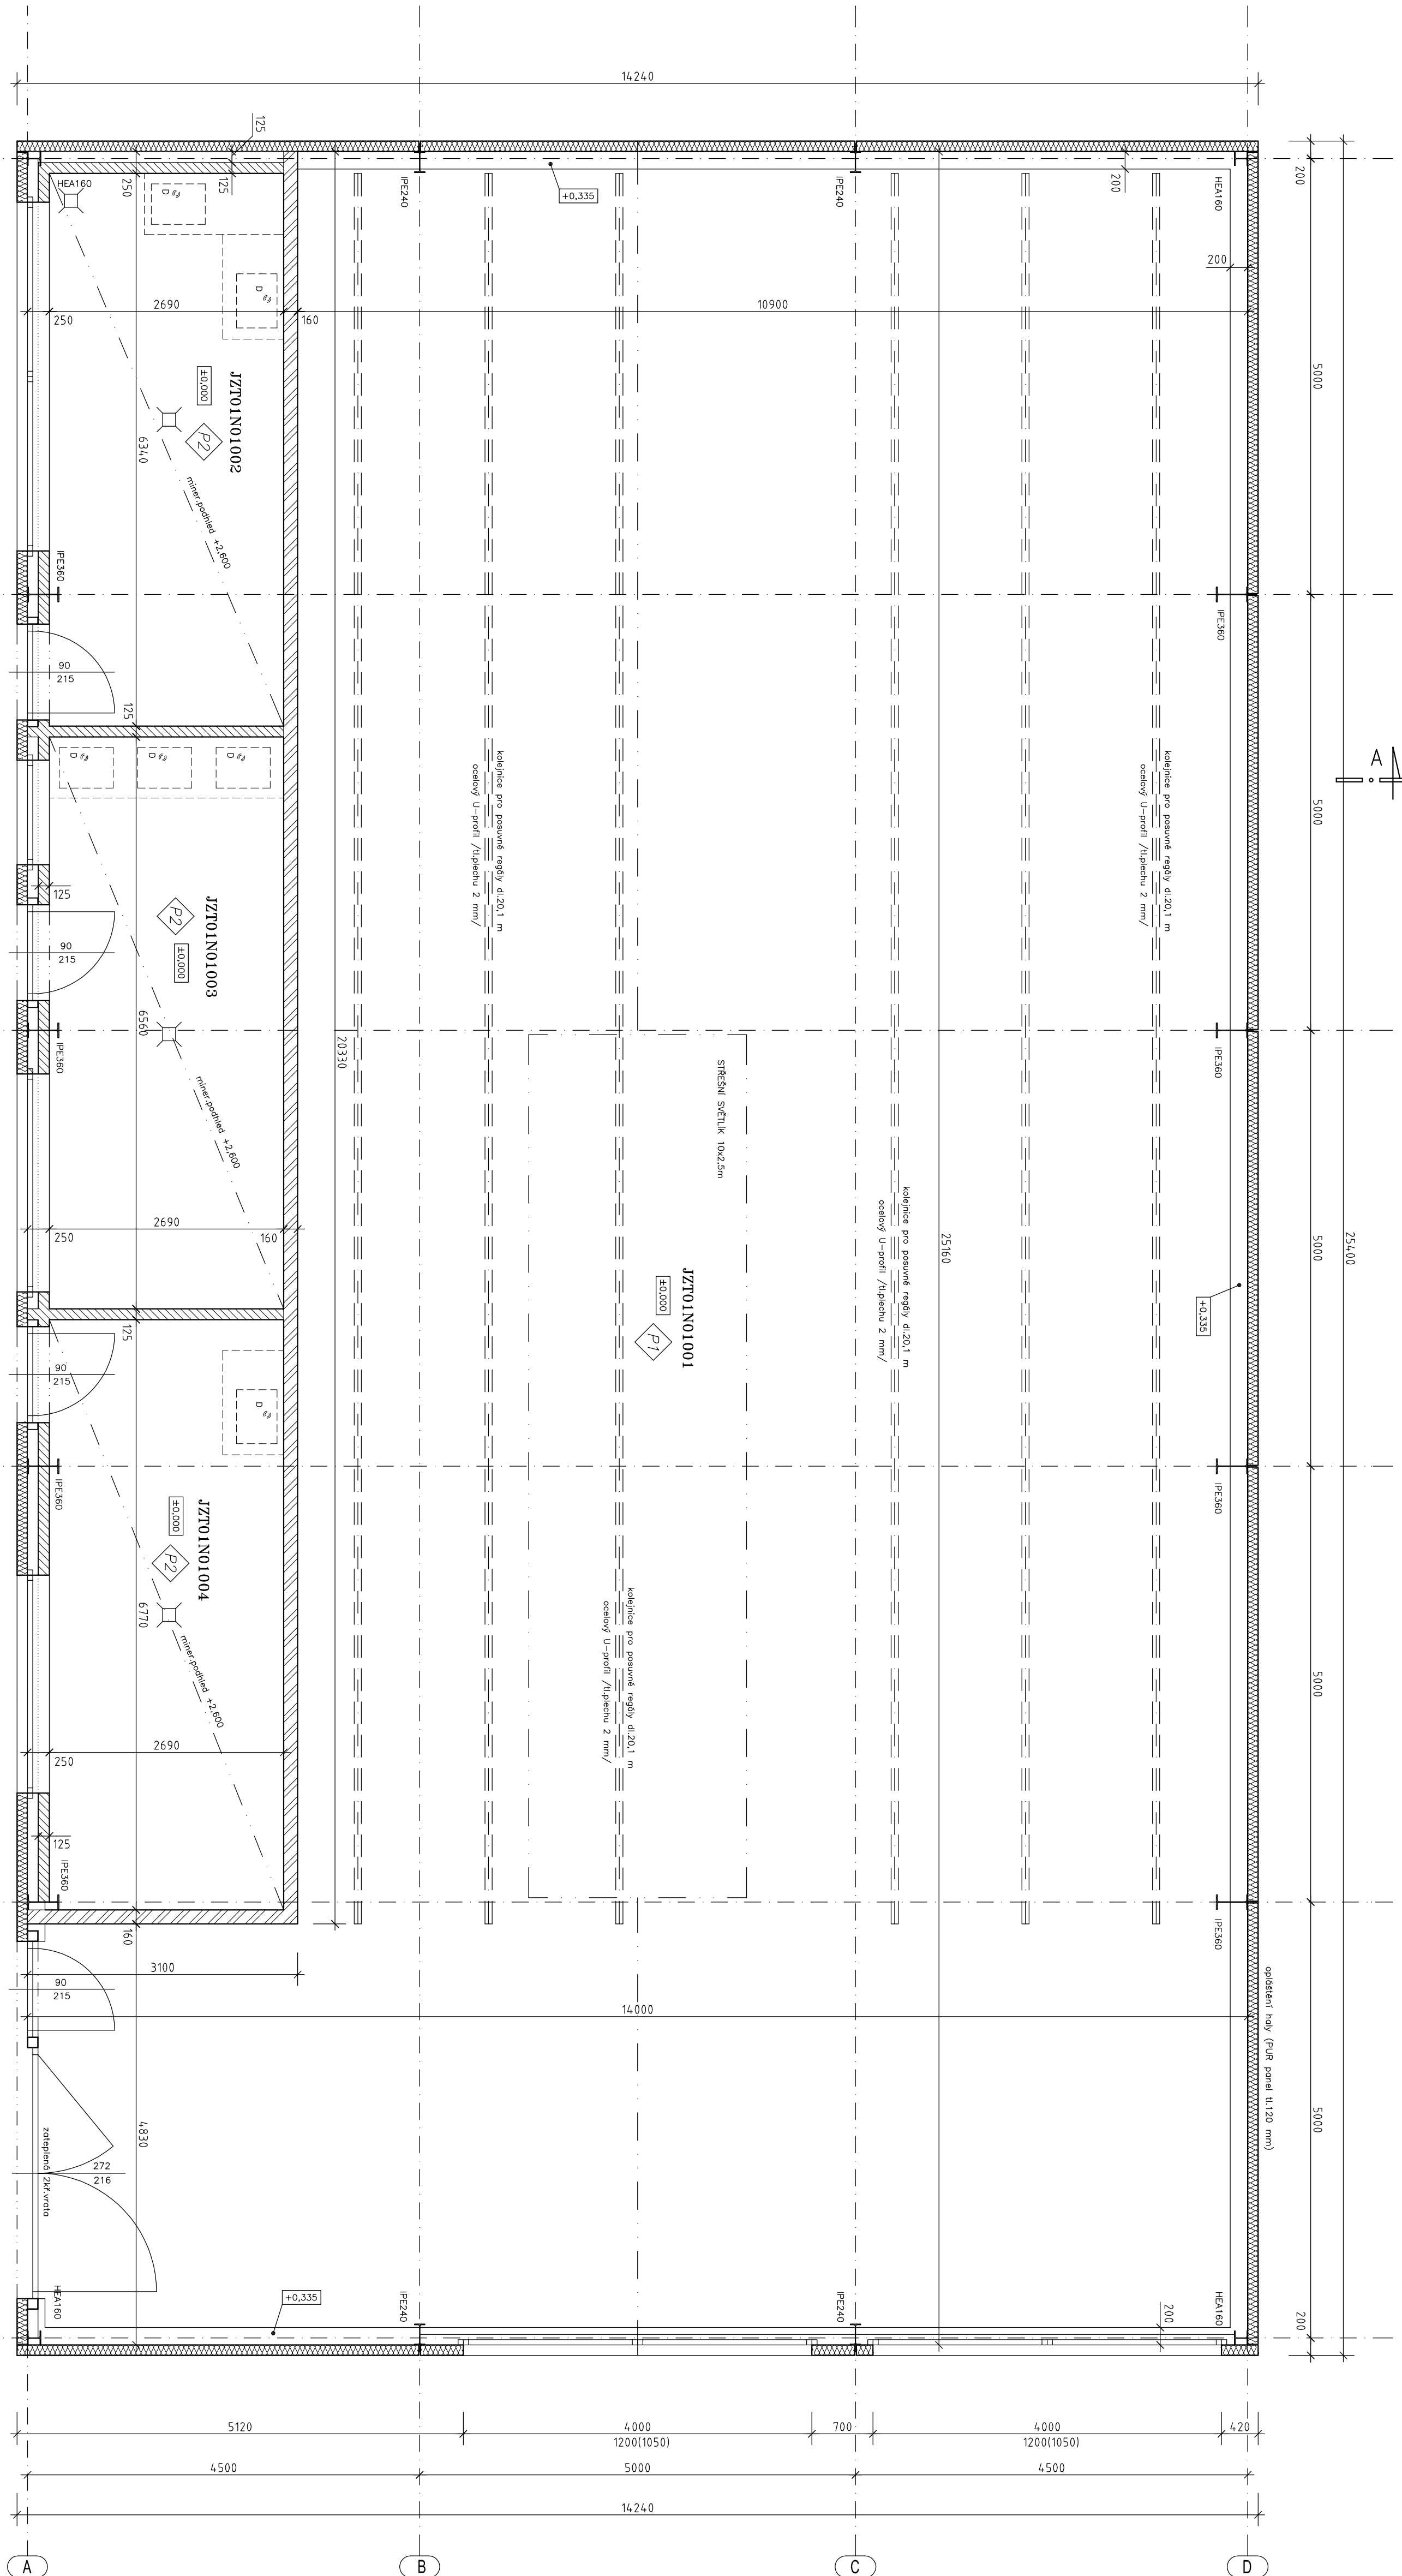 14240
25400
200
5000
5000
5000
5000
5000
200
125
125
250
HEA160
IPE240
+0,335
IPE240
200
HEA160
200
D
D
2690
250
160
10900
JZT01N01002
±0,000
P2
6340
miner.podhled +2,600
IPE360
IPE360
90
215
125
D
D
D
kolejnice pro posuvné regály dl.20,1 m
ocelový U-profil /tl.plechu 2 mm/
kolejnice pro posuvné regály dl.20,1 m
ocelový U-profil /tl.plechu 2 mm/
A
125
90
215
JZT01N01003
P2
±0,000
6560
IPE360
20330
IPE360
STŘEŠNÍ SVĚTLÍK 10x2,5m
miner.podhled +2,600
2690
250
160
25160
kolejnice pro posuvné regály dl.20,1 m
ocelový U-profil /tl.plechu 2 mm/
JZT01N01001
±0,000
P1
+0,335
125
90
215
D
IPE360
IPE360
JZT01N01004
±0,000
P2
6770
miner.podhled +2,600
kolejnice pro posuvné regály dl.20,1 m
ocelový U-profil /tl.plechu 2 mm/
2690
250
125
IPE360
IPE360
160
3100
90
215
14000
opláštění haly (PUR panel tl.120 mm)
4830
272
216
zateplená 2kř.vrata
HEA160
+0,335
IPE240
IPE240
200
HEA160
5120
4000
1200(1050)
700
4000
1200(1050)
420
4500
5000
4500
14240
A
B
C
D